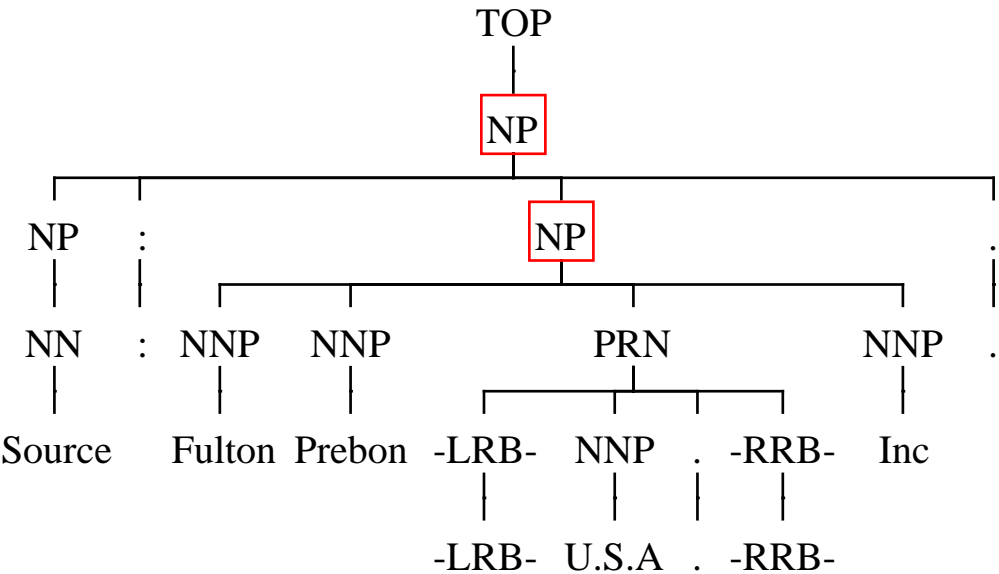 TOP
NP
NP : NP .
NN : NNP NNP PRN NNP .
Source Fulton Prebon -LRB- NNP . -RRB- Inc
-LRB- U.S.A . -RRB-